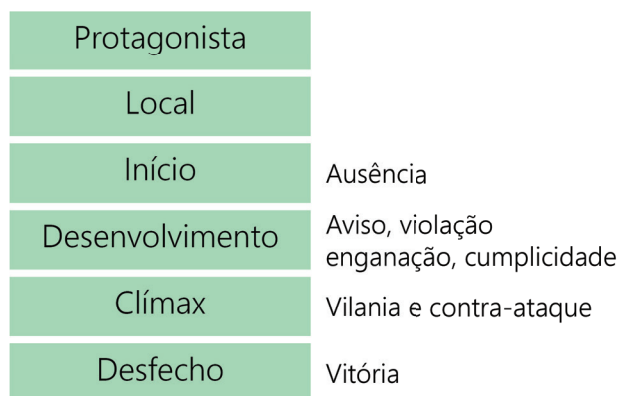 Protagonista
Local
Início
Ausência
Desenvolvimento
Aviso, violação
enganação, cumplicidade
Clímax
Vilania e contra-ataque
Desfecho
Vitória